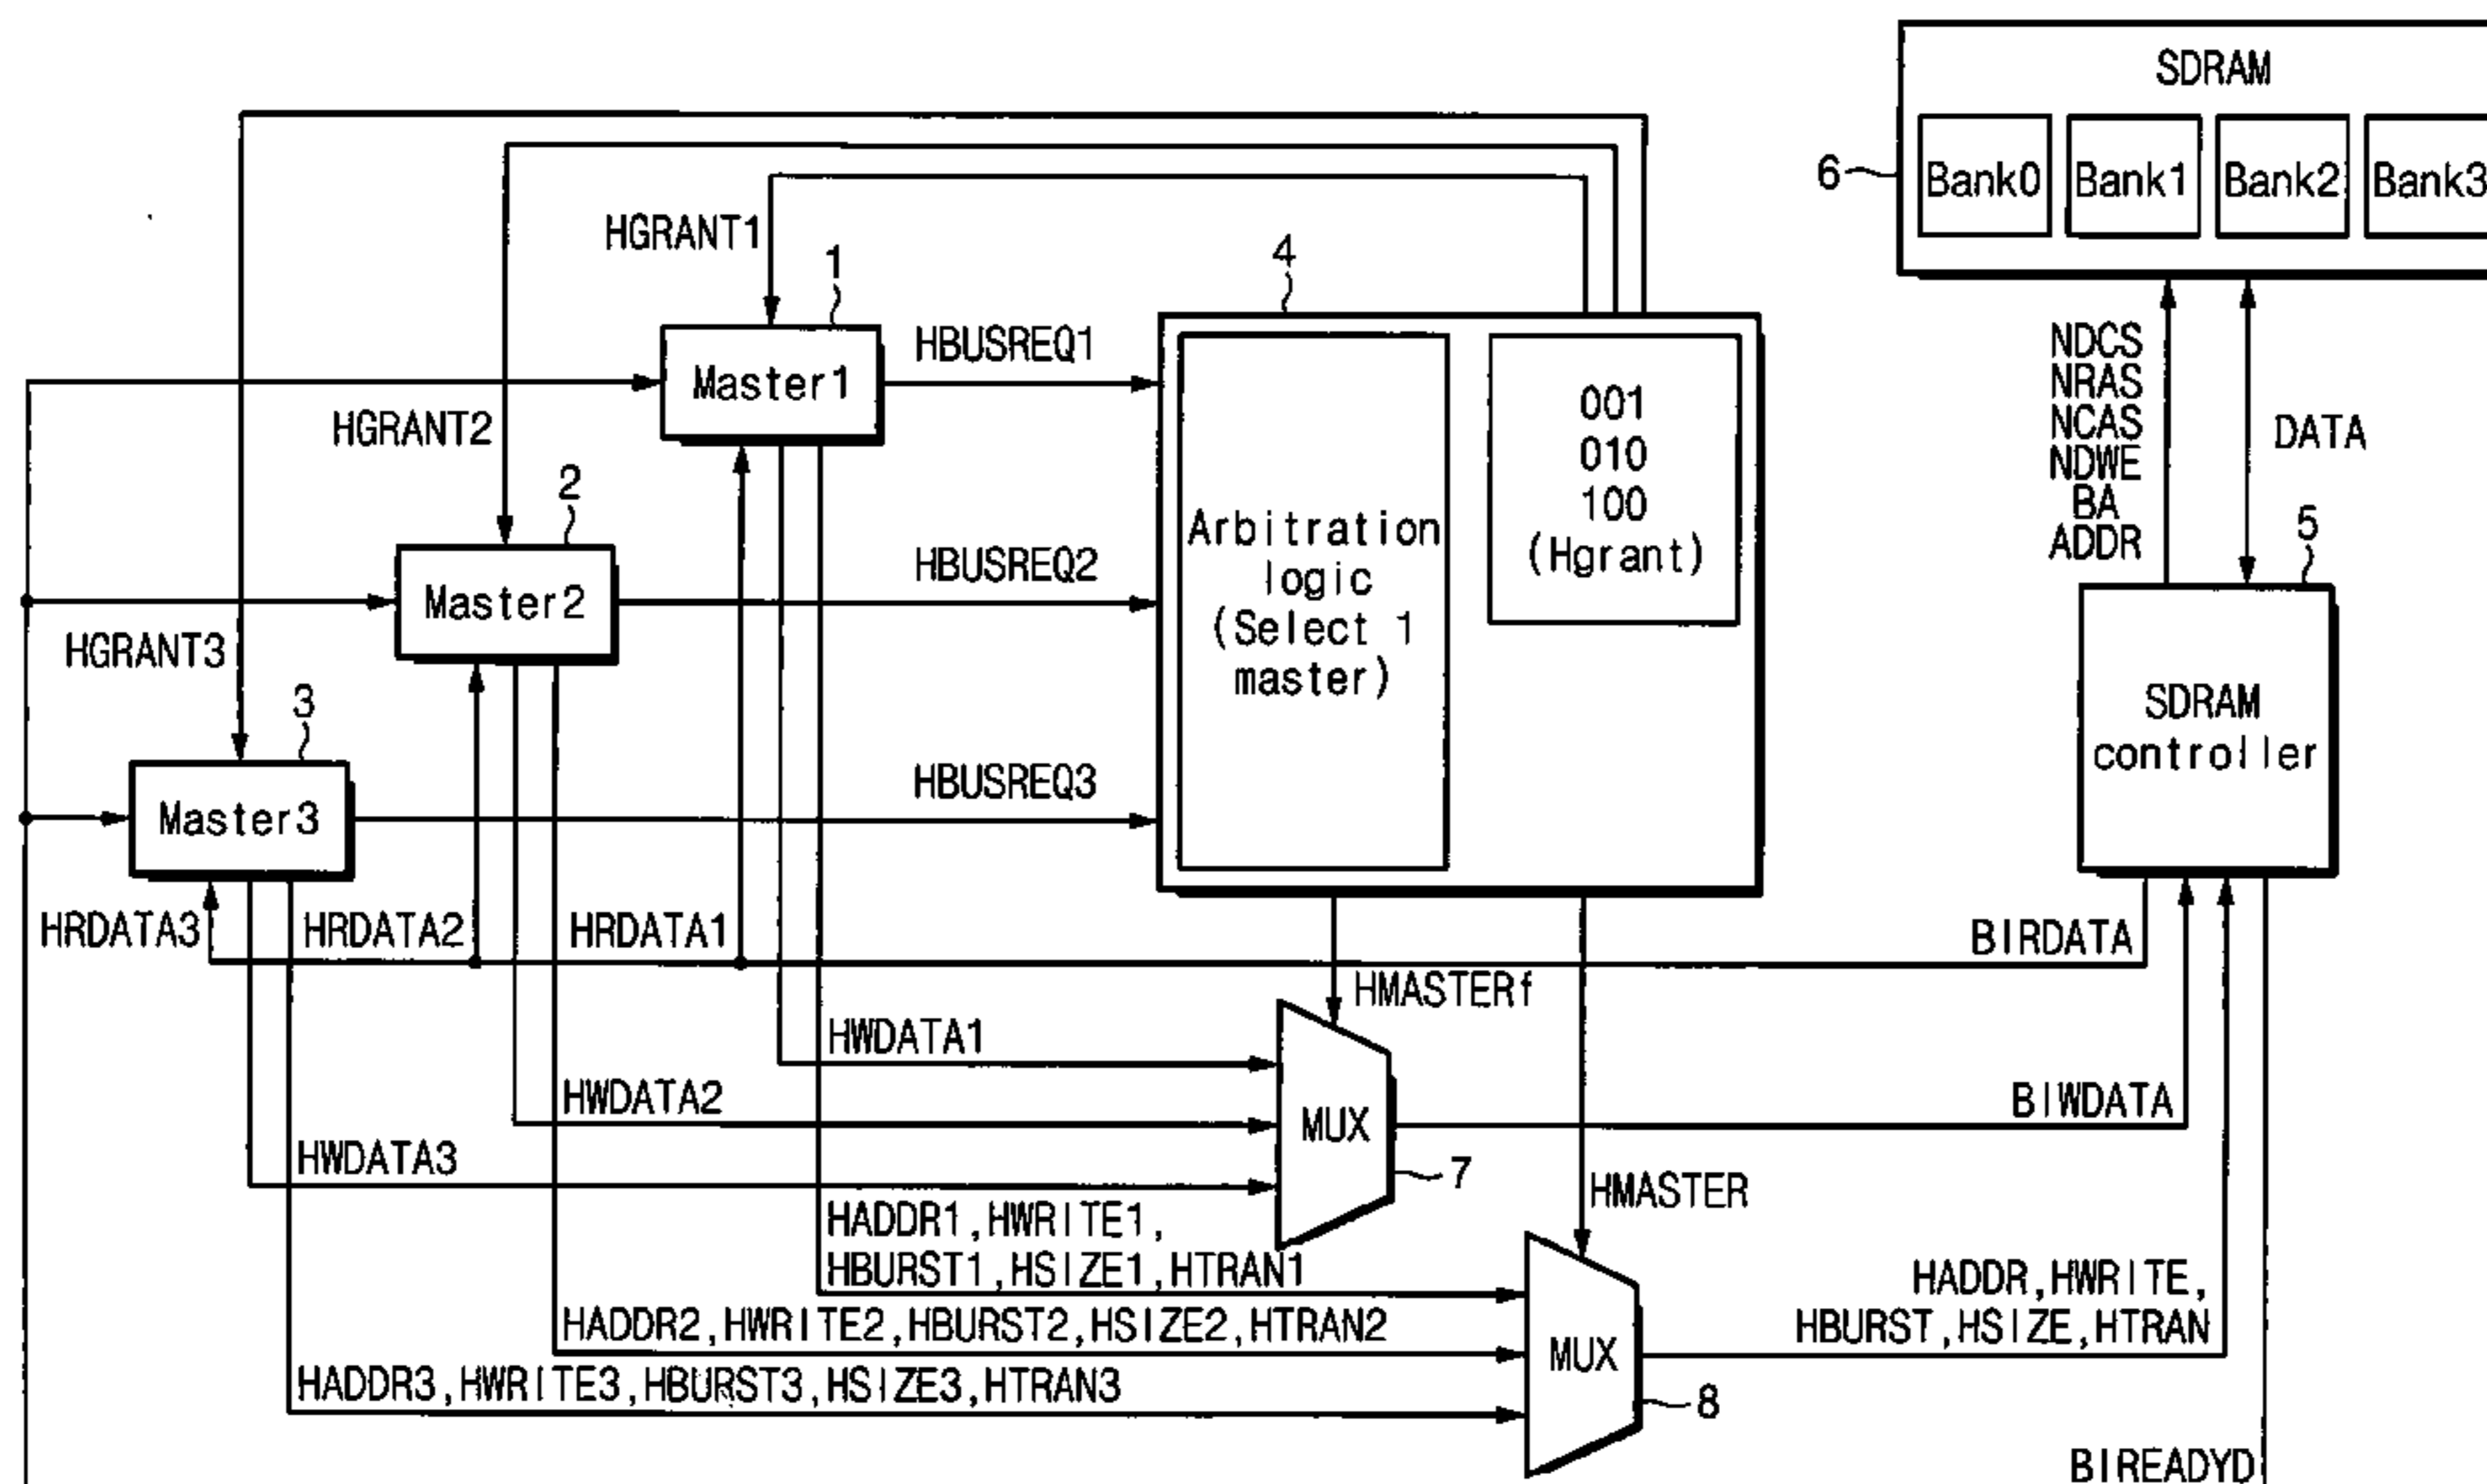 SDRAM
6
Bank0 Bank1 Bank2 Bank3
HGRANT1
1
4
Master1
HBUSREQ1
001
010
100
(Hgrant)
NDCS
NRAS
NCAS
NDWE
BA
ADDR
DATA
HGRANT2
2
Master2
HBUSREQ2
Arbitration
logic
(Select 1
master)
5
SDRAM
controller
HGRANT3
3
Master3
HBUSREQ3
HRDATA3
HRDATA2
HRDATA1
BIRDATA
HMASTERf
HWDATA1
HWDATA2
MUX
BIWDATA
HWDATA3
7
HMASTER
HADDR1,HWRITE1,
HBURST1,HSIZE1,HTRAN1
HADDR,HWRITE,
HBURST,HSIZE,HTRAN
HADDR2,HWRITE2,HBURST2,HSIZE2,HTRAN2
MUX
HADDR3,HWRITE3,HBURST3,HSIZE3,HTRAN3
8
BIREADYD